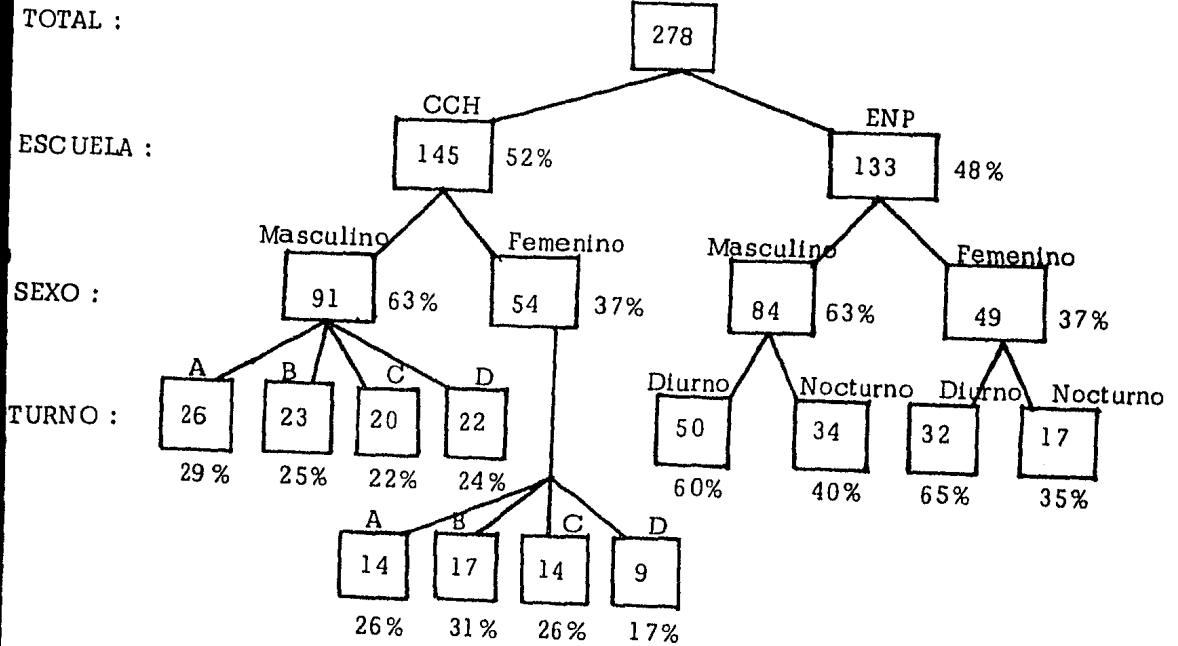 TOTAL :
278
CCH ENP
ESCUELA : 145 52% 133 48%
Masculino Femenino Masculino Femenino
SEXO : 91 63% 54 37% 84 63% 49 37%
A B C D Diurno Nocturno Diurno Nocturno
TURNO : 26 23 20 22 50 34 32 17
29% 25% 22% 24% 60% 40% 65% 35%
A B C D
14 17 14 9
26% 31% 26% 17%